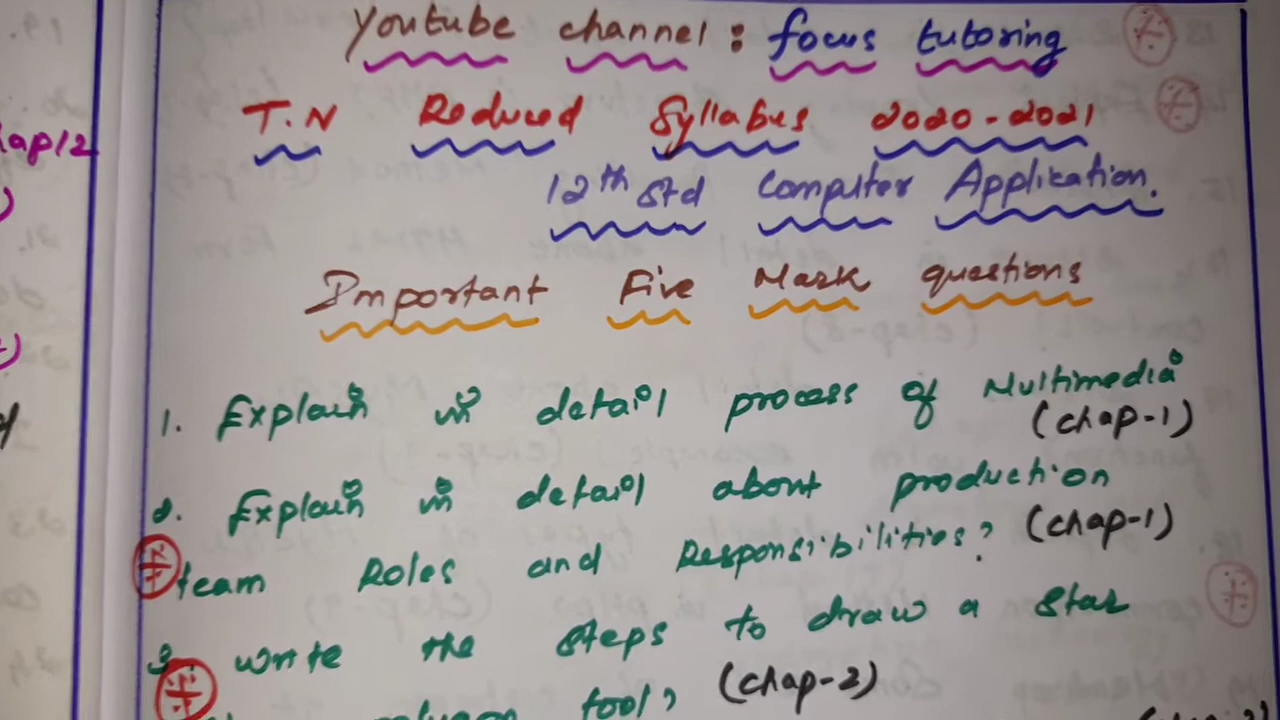 Youtube channel : focus tutoring
T.N Reduced Syllabus 2020-2021
12th std Computer Application.
Important Five Mark questions
1. Explain in detail process of Multimedia
(chap-1)
2. Explain in detail about production
team Roles and Responsibilities? (chap-1)
3. write the steps to draw a star
tool? (chap-2)